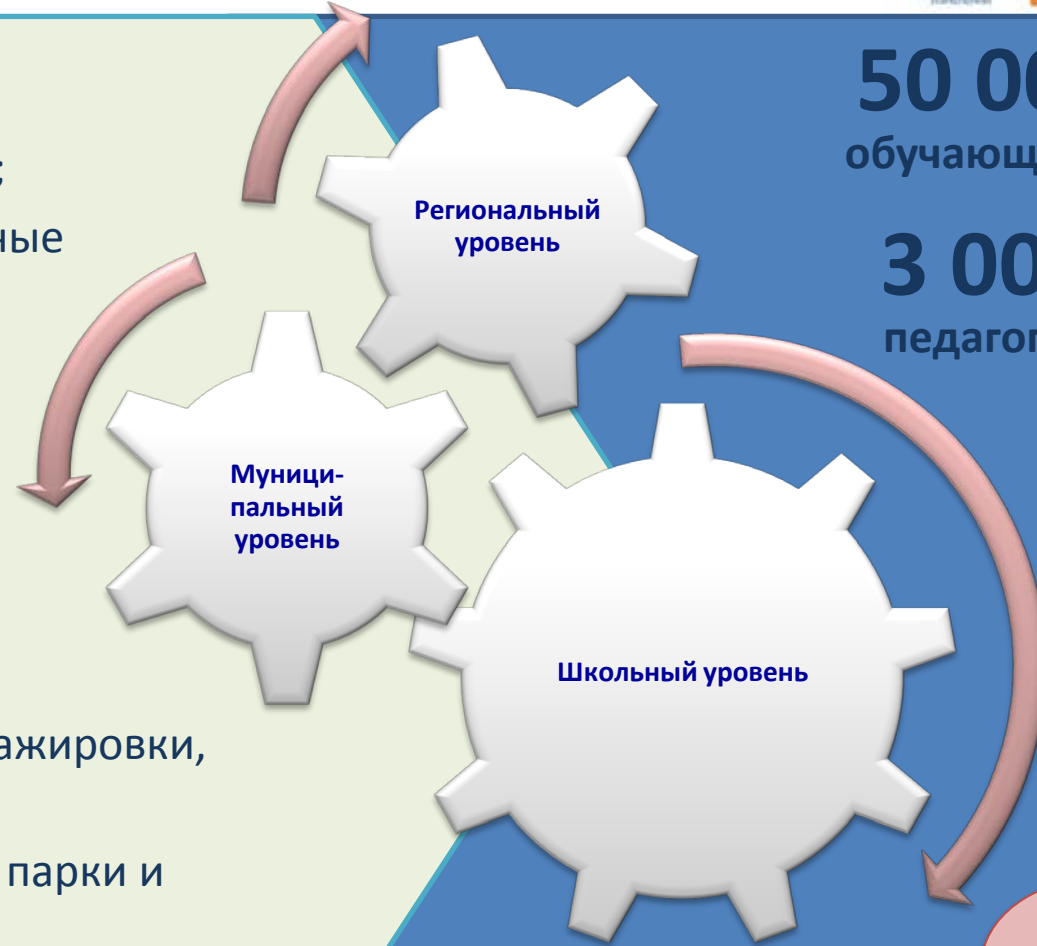 50 00
обучающ
Региональный
уровень
ные
3 00
педагог
Муници-
пальный
уровень
Школьный уровень
ажировки,
парки и